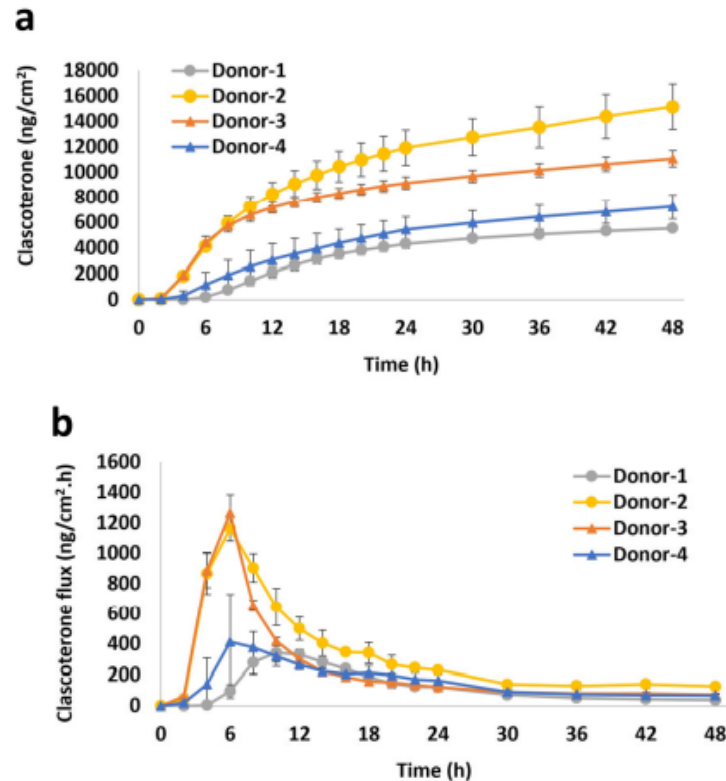 a
Clascoterone (ng/cm²)
18000
16000
14000
12000
10000
8000
6000
4000
2000
0
Donor-1
Donor-2
Donor-3
Donor-4
0 6 12 18 24 30 36 42 48
Time (h)
b
Clascoterone flux (ng/cm².h)
1600
1400
1200
1000
800
600
400
200
0
Donor-1
Donor-2
Donor-3
Donor-4
0 6 12 18 24 30 36 42 48
Time (h)